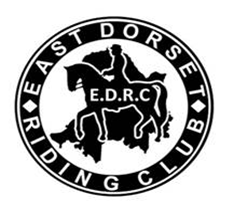 EAST DORSET
E.D.R.C
RIDING CLUB